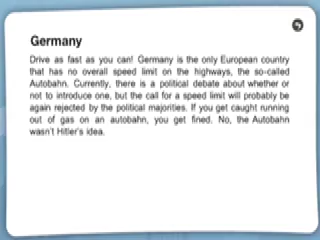 Germany
Drive as fast as you can! Germany is the only European country
that has no overall speed limit on the highways, the so-called
Autobahn. Currently, there is a political debate about whether or
not to introduce one, but the call for a speed limit will probably be
again rejected by the political majorities. If you get caught running
out of gas on an autobahn, you get fined. No, the Autobahn
wasn't Hitler's idea.